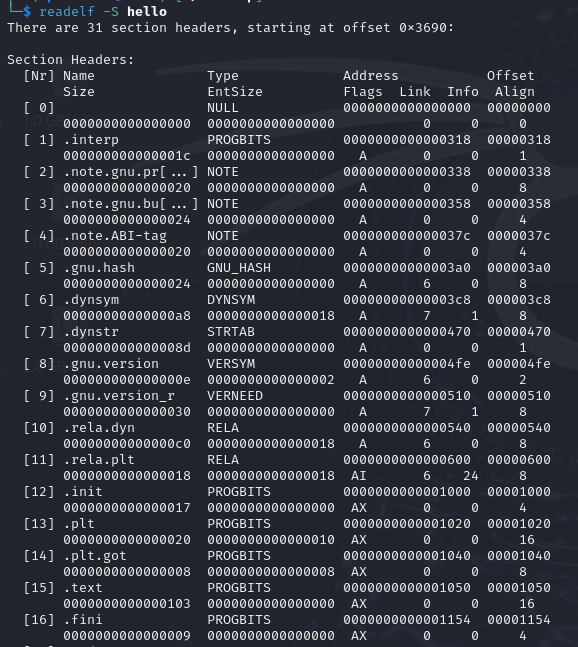 └─$ readelf -S hello
There are 31 section headers, starting at offset 0x3690:

Section Headers:
  [Nr] Name              Type             Address           Offset
       Size              EntSize          Flags  Link  Info  Align
  [ 0]                   NULL             0000000000000000  00000000
       0000000000000000  0000000000000000           0     0     0
  [ 1] .interp           PROGBITS         0000000000000318  00000318
       000000000000001c  0000000000000000   A       0     0     1
  [ 2] .note.gnu.pr[...] NOTE             0000000000000338  00000338
       0000000000000020  0000000000000000   A       0     0     8
  [ 3] .note.gnu.bu[...] NOTE             0000000000000358  00000358
       0000000000000024  0000000000000000   A       0     0     4
  [ 4] .note.ABI-tag     NOTE             000000000000037c  0000037c
       0000000000000020  0000000000000000   A       0     0     4
  [ 5] .gnu.hash         GNU_HASH         00000000000003a0  000003a0
       0000000000000024  0000000000000000   A       6     0     8
  [ 6] .dynsym           DYNSYM           00000000000003c8  000003c8
       00000000000000a8  0000000000000018   A       7     1     8
  [ 7] .dynstr           STRTAB           0000000000000470  00000470
       000000000000008d  0000000000000000   A       0     0     1
  [ 8] .gnu.version      VERSYM           00000000000004fe  000004fe
       000000000000000e  0000000000000002   A       6     0     2
  [ 9] .gnu.version_r    VERNEED          0000000000000510  00000510
       0000000000000030  0000000000000000   A       7     1     8
  [10] .rela.dyn         RELA             0000000000000540  00000540
       00000000000000c0  0000000000000018   A       6     0     8
  [11] .rela.plt         RELA             0000000000000600  00000600
       0000000000000018  0000000000000018  AI       6    24     8
  [12] .init             PROGBITS         0000000000001000  00001000
       0000000000000017  0000000000000000  AX       0     0     4
  [13] .plt              PROGBITS         0000000000001020  00001020
       0000000000000020  0000000000000010  AX       0     0     16
  [14] .plt.got          PROGBITS         0000000000001040  00001040
       0000000000000008  0000000000000008  AX       0     0     8
  [15] .text             PROGBITS         0000000000001050  00001050
       0000000000000103  0000000000000000  AX       0     0     16
  [16] .fini             PROGBITS         0000000000001154  00001154
       0000000000000009  0000000000000000  AX       0     0     4